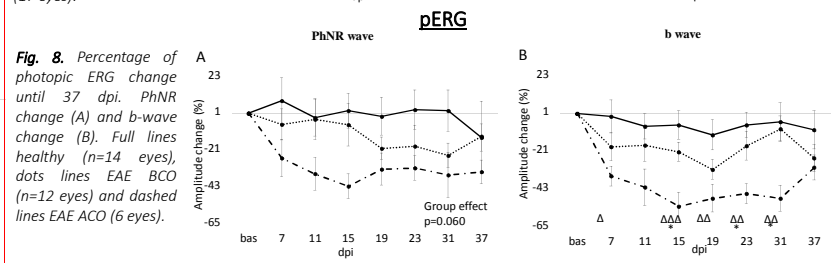 pERG
Fig. 8. Percentage of
photopic ERG change
until 37 dpi. PhNR
change (A) and b-wave
change (B). Full lines
healthy (n=14 eyes),
dots lines EAE BCO
(n=12 eyes) and dashed
lines EAE ACO (6 eyes).
A
PhNR wave
Amplitude change (%)
23
1
-21
-43
-65
Group effect
p=0.060
bas 7 11 15 19 23 31 37
dpi
B
b wave
Amplitude change (%)
23
1
-21
-43
-65
Δ ΔΔΔ ΔΔ ΔΔ ΔΔ
* * *
bas 7 11 15 19 23 31 37
dpi